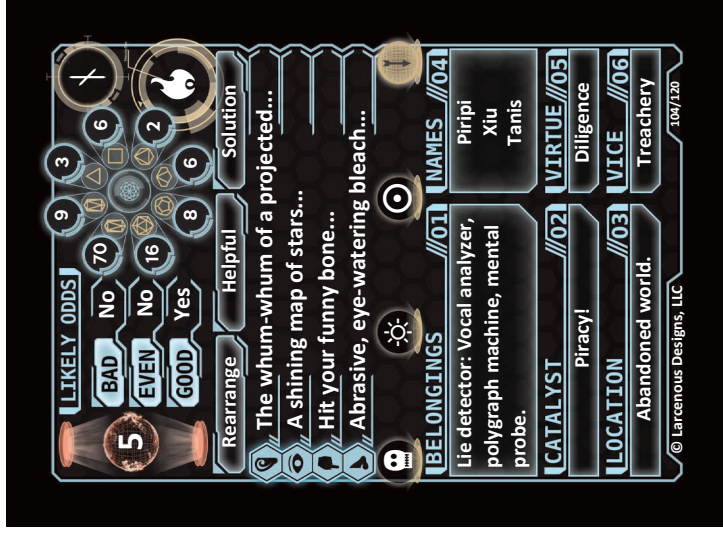 LIKELY ODDS
5
BAD No
EVEN No
GOOD Yes
9
3
6
2
6
8
16
70
Rearrange
Helpful
Solution
The whum-whum of a projected...
A shining map of stars...
Hit your funny bone...
Abrasive, eye-watering bleach...
BELONGINGS //01
Lie detector: Vocal analyzer,
polygraph machine, mental
probe.
CATALYST //02
Piracy!
LOCATION //03
Abandoned world.
NAMES //04
Piripi
Xiu
Tanis
VIRTUE //05
Diligence
VICE //06
Treachery
© Larcenous Designs, LLC
104/120